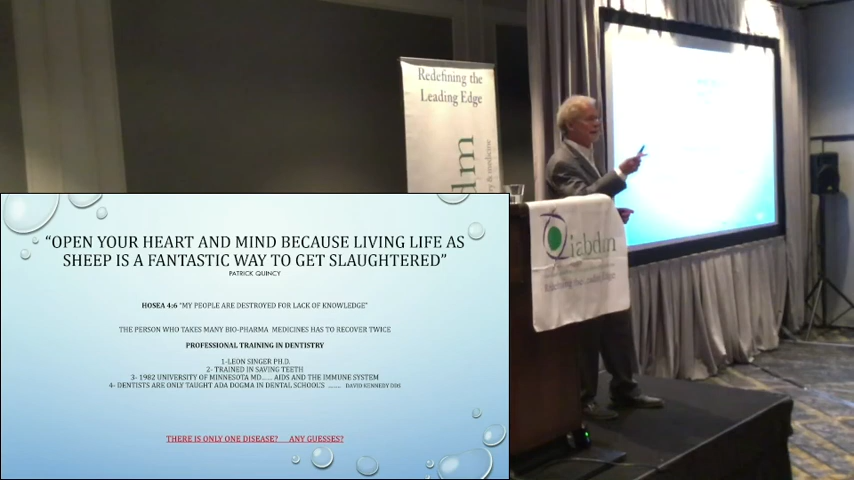 Redefining the
Leading Edge
dm
& medicine
iabdm
Redefining the Leading Edge
“OPEN YOUR HEART AND MIND BECAUSE LIVING LIFE AS
SHEEP IS A FANTASTIC WAY TO GET SLAUGHTERED”
PATRICK QUINCY
HOSEA 4:6 “MY PEOPLE ARE DESTROYED FOR LACK OF KNOWLEDGE”
THE PERSON WHO TAKES MANY BIO-PHARMA MEDICINES HAS TO RECOVER TWICE
PROFESSIONAL TRAINING IN DENTISTRY
1-LEON SINGER PH.D.
2- TRAINED IN SAVING TEETH
3- 1982 UNIVERSITY OF MINNESOTA MD..... AIDS AND THE IMMUNE SYSTEM
4- DENTISTS ARE ONLY TAUGHT ADA DOGMA IN DENTAL SCHOOLS ........ DAVID KENNEDY DDS
THERE IS ONLY ONE DISEASE? ANY GUESSES?